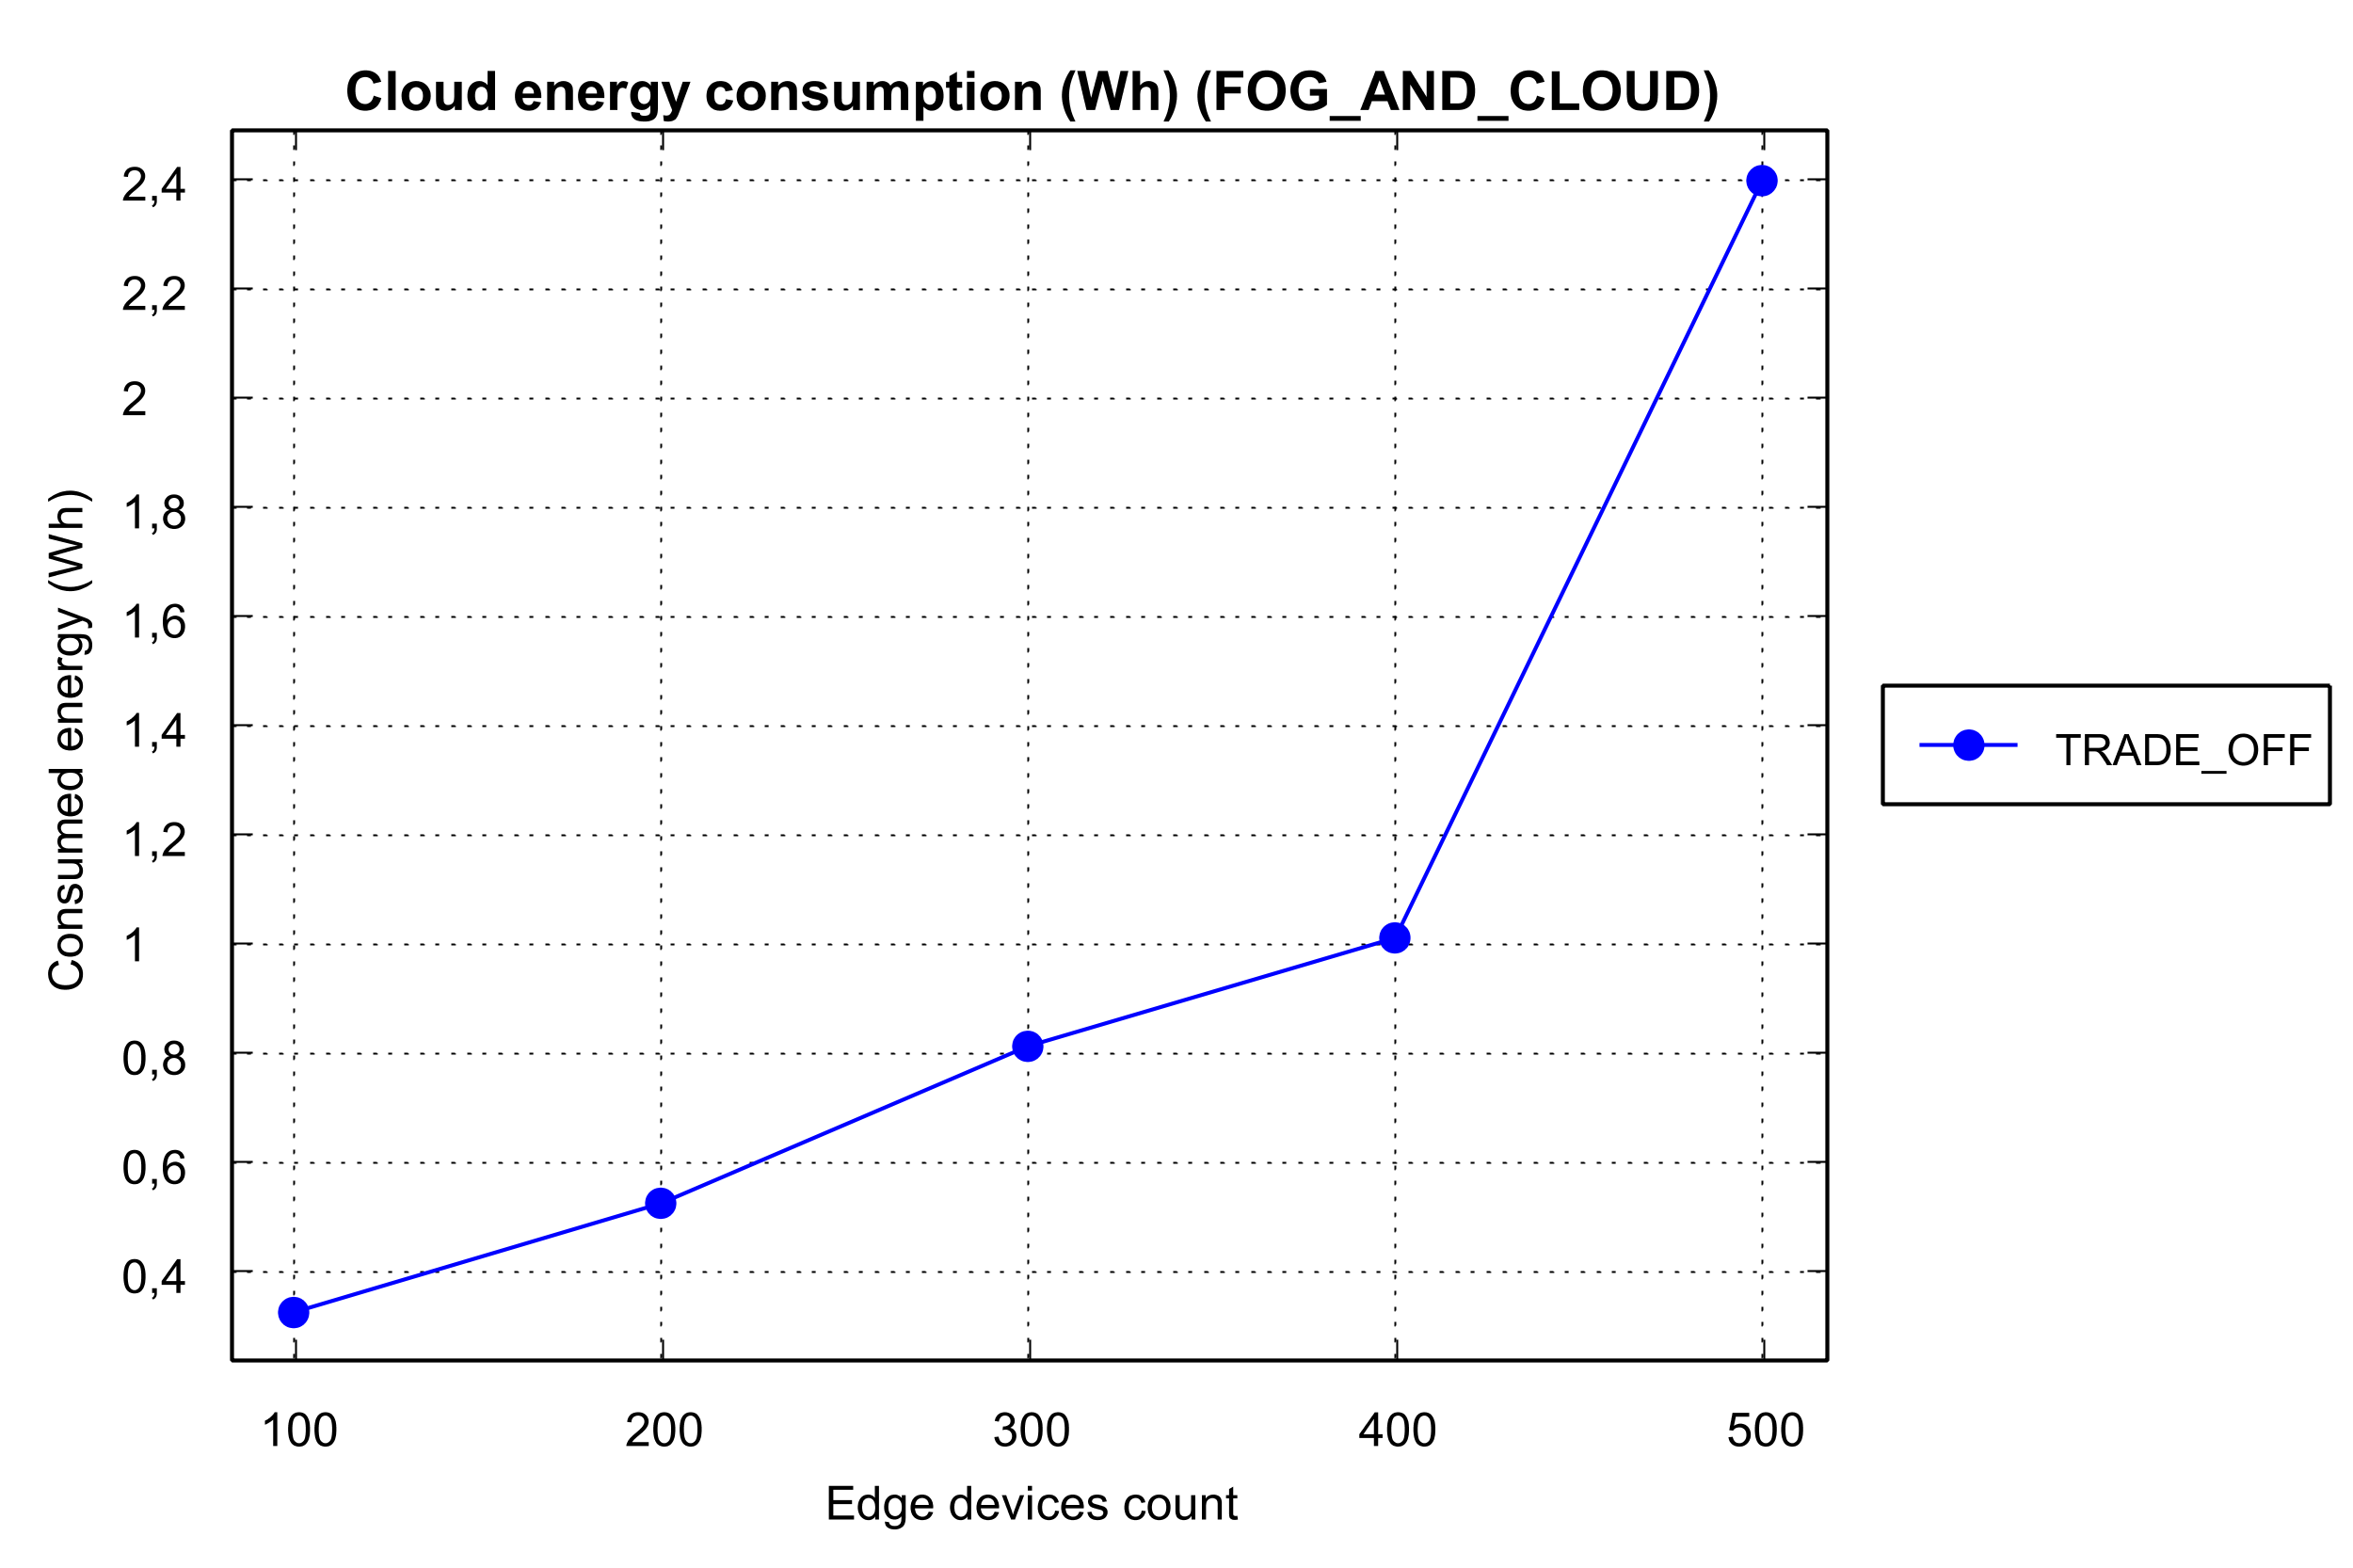 Cloud energy consumption (Wh) (FOG_AND_CLOUD)
2,4
2,2
2
1,8
1,6
1,4
1,2
1
0,8
0,6
0,4
Consumed energy (Wh)
TRADE_OFF
100 200 300 400 500
Edge devices count